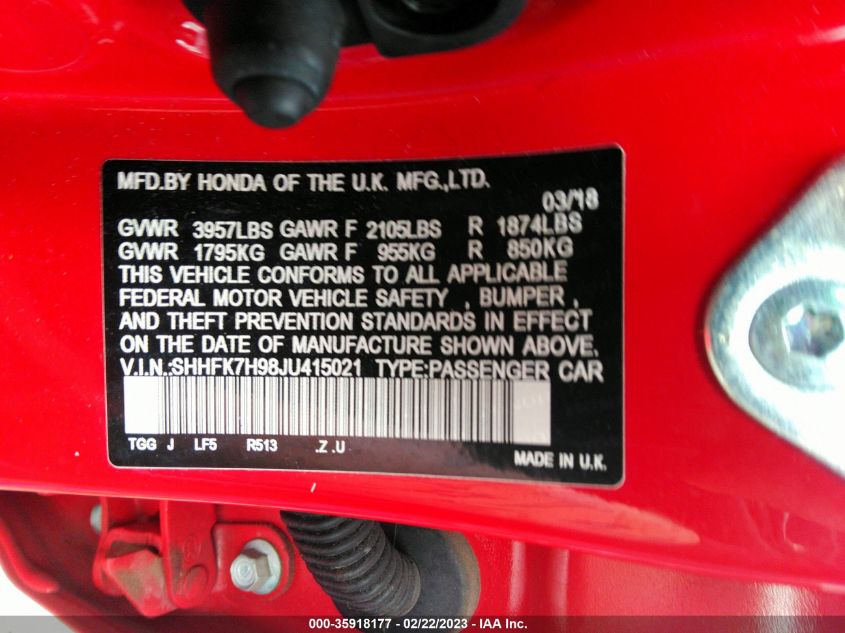 MFD.BY HONDA OF THE U.K. MFG.,LTD.
03/18
GVWR 3957LBS GAWR F 2105LBS R 1874LBS
GVWR 1795KG GAWR F 955KG R 850KG
THIS VEHICLE CONFORMS TO ALL APPLICABLE
FEDERAL MOTOR VEHICLE SAFETY , BUMPER ,
AND THEFT PREVENTION STANDARDS IN EFFECT
ON THE DATE OF MANUFACTURE SHOWN ABOVE.
V.I.N.:SHHFK7H98JU415021 TYPE:PASSENGER CAR
TGG J LF5 R513 .Z .U
MADE IN U.K.
000-35918177 - 02/22/2023 - IAA Inc.